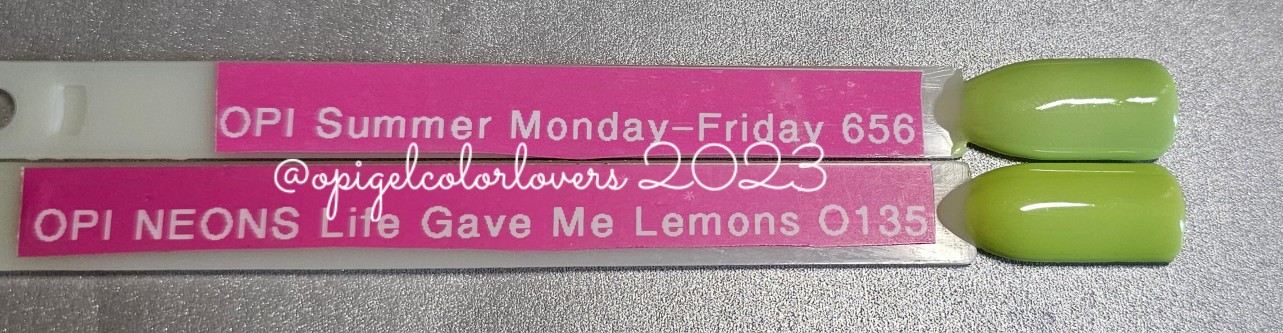 OPI Summer Monday-Friday 656
@opigelcolorlovers 2023
OPI NEONS Life Gave Me Lemons O135